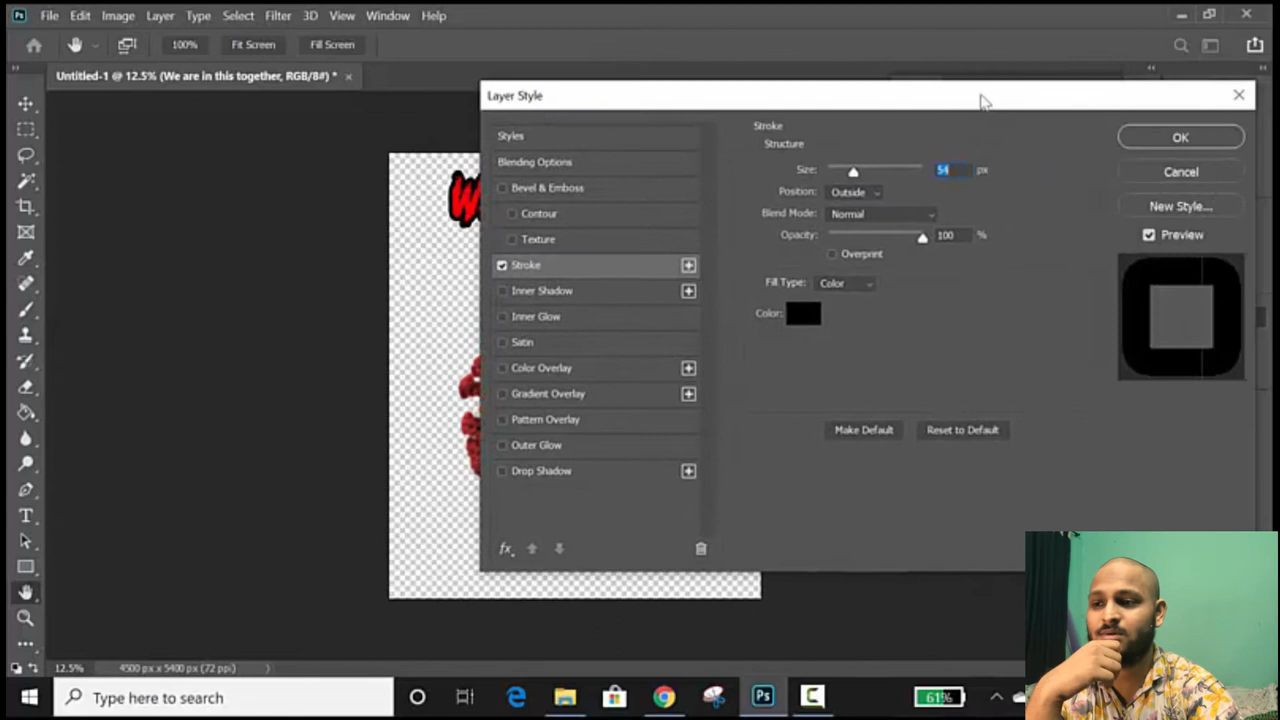 Ps File Edit Image Layer Type Select Filter 3D View Window Help
100% Fit Screen Fill Screen
Untitled-1 @ 12.5% (We are in this together, RGB/8#) *
Layer Style
Styles
Blending Options
Bevel & Emboss
Contour
Texture
Stroke
Inner Shadow
Inner Glow
Satin
Color Overlay
Gradient Overlay
Pattern Overlay
Outer Glow
Drop Shadow
fx
Stroke
Structure
Size: 54 px
Position: Outside
Blend Mode: Normal
Opacity: 100 %
Overprint
Fill Type: Color
Color:
Make Default Reset to Default
OK
Cancel
New Style...
Preview
W
12.5% 4500 px x 5400 px (72 ppi)
Type here to search
Ps
61%